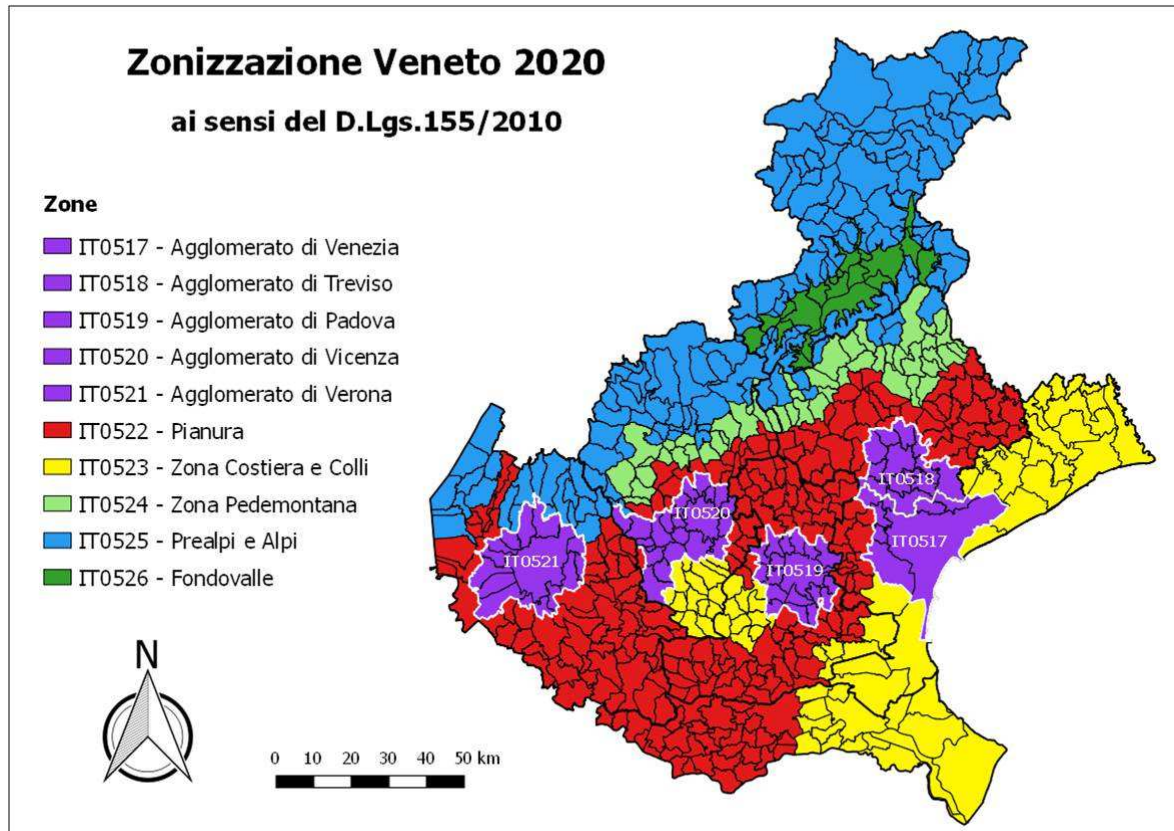 Zonizzazione Veneto 2020
ai sensi del D.Lgs.155/2010
Zone
IT0517 - Agglomerato di Venezia
IT0518 - Agglomerato di Treviso
IT0519 - Agglomerato di Padova
IT0520 - Agglomerato di Vicenza
IT0521 - Agglomerato di Verona
IT0522 - Pianura
IT0523 - Zona Costiera e Colli
IT0524 - Zona Pedemontana
IT0525 - Prealpi e Alpi
IT0526 - Fondovalle
IT0518
IT0520
IT0517
IT0521
IT0519
N
0 10 20 30 40 50 km